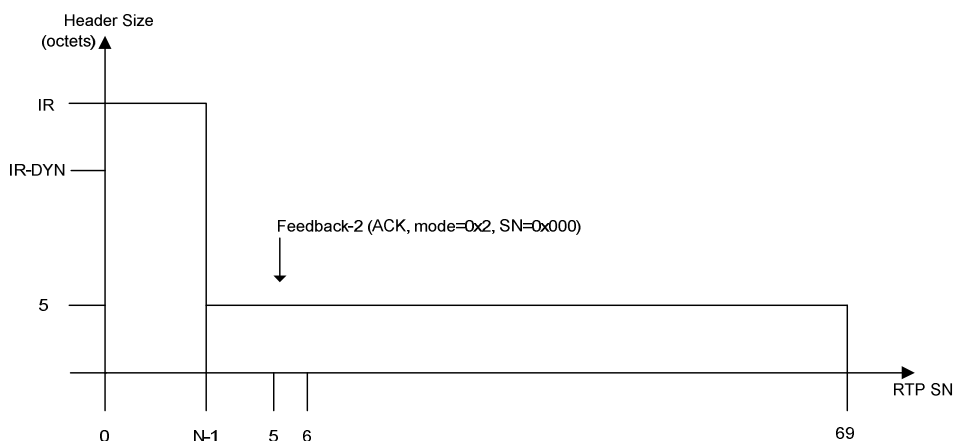 Header Size
(octets)
IR
IR-DYN
Feedback-2 (ACK, mode=0x2, SN=0x000)
5
RTP SN
0
N-1
5
6
69